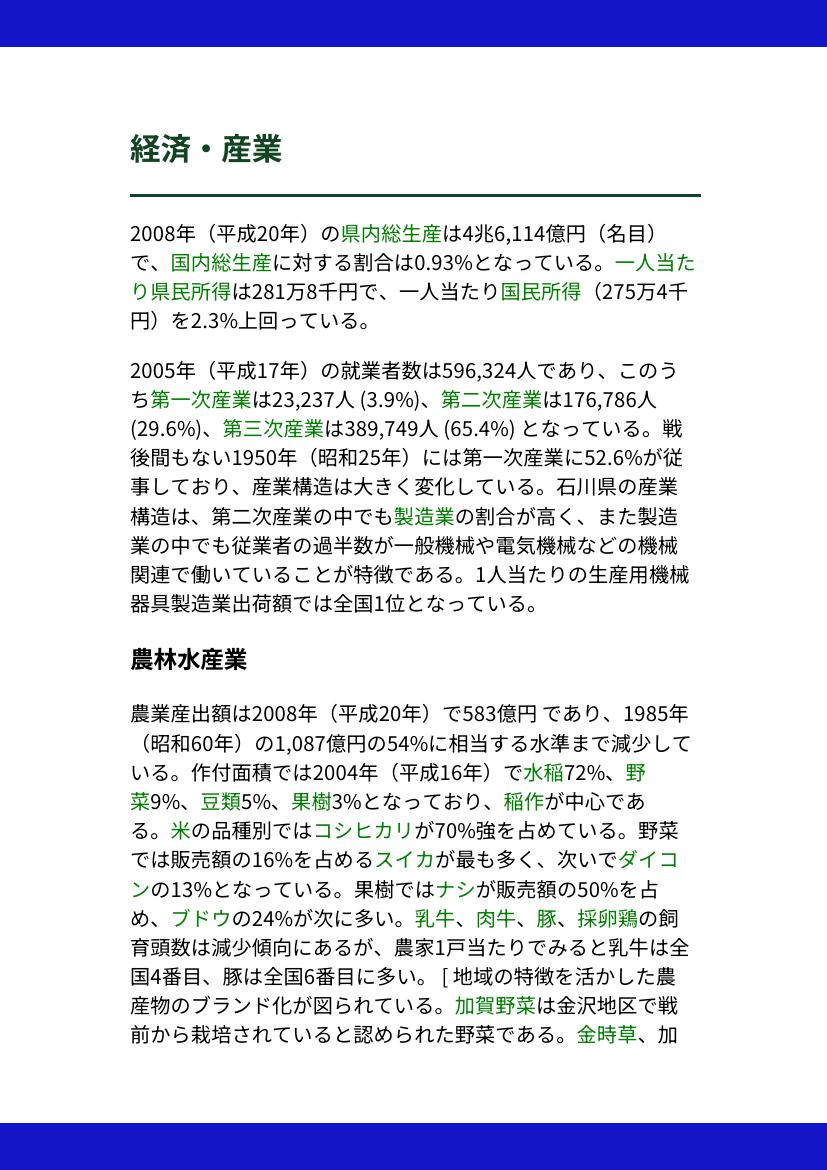 経済・産業
2008年（平成20年）の県内総生産は4兆6,114億円（名目）
で、国内総生産に対する割合は0.93%となっている。一人当た
り県民所得は281万8千円で、一人当たり国民所得（275万4千
円）を2.3%上回っている。
2005年（平成17年）の就業者数は596,324人であり、このう
ち第一次産業は23,237人 (3.9%)、第二次産業は176,786人
(29.6%)、第三次産業は389,749人 (65.4%) となっている。戦
後間もない1950年（昭和25年）には第一次産業に52.6%が従
事しており、産業構造は大きく変化している。石川県の産業
構造は、第二次産業の中でも製造業の割合が高く、また製造
業の中でも従業者の過半数が一般機械や電気機械などの機械
関連で働いていることが特徴である。1人当たりの生産用機械
器具製造業出荷額では全国1位となっている。
農林水産業
農業産出額は2008年（平成20年）で583億円 であり、1985年
（昭和60年）の1,087億円の54%に相当する水準まで減少して
いる。作付面積では2004年（平成16年）で水稲72%、野
菜9%、豆類5%、果樹3%となっており、稲作が中心であ
る。米の品種別ではコシヒカリが70%強を占めている。野菜
では販売額の16%を占めるスイカが最も多く、次いでダイコ
ンの13%となっている。果樹ではナシが販売額の50%を占
め、ブドウの24%が次に多い。乳牛、肉牛、豚、採卵鶏の飼
育頭数は減少傾向にあるが、農家1戸当たりでみると乳牛は全
国4番目、豚は全国6番目に多い。 [ 地域の特徴を活かした農
産物のブランド化が図られている。加賀野菜は金沢地区で戦
前から栽培されていると認められた野菜である。金時草、加